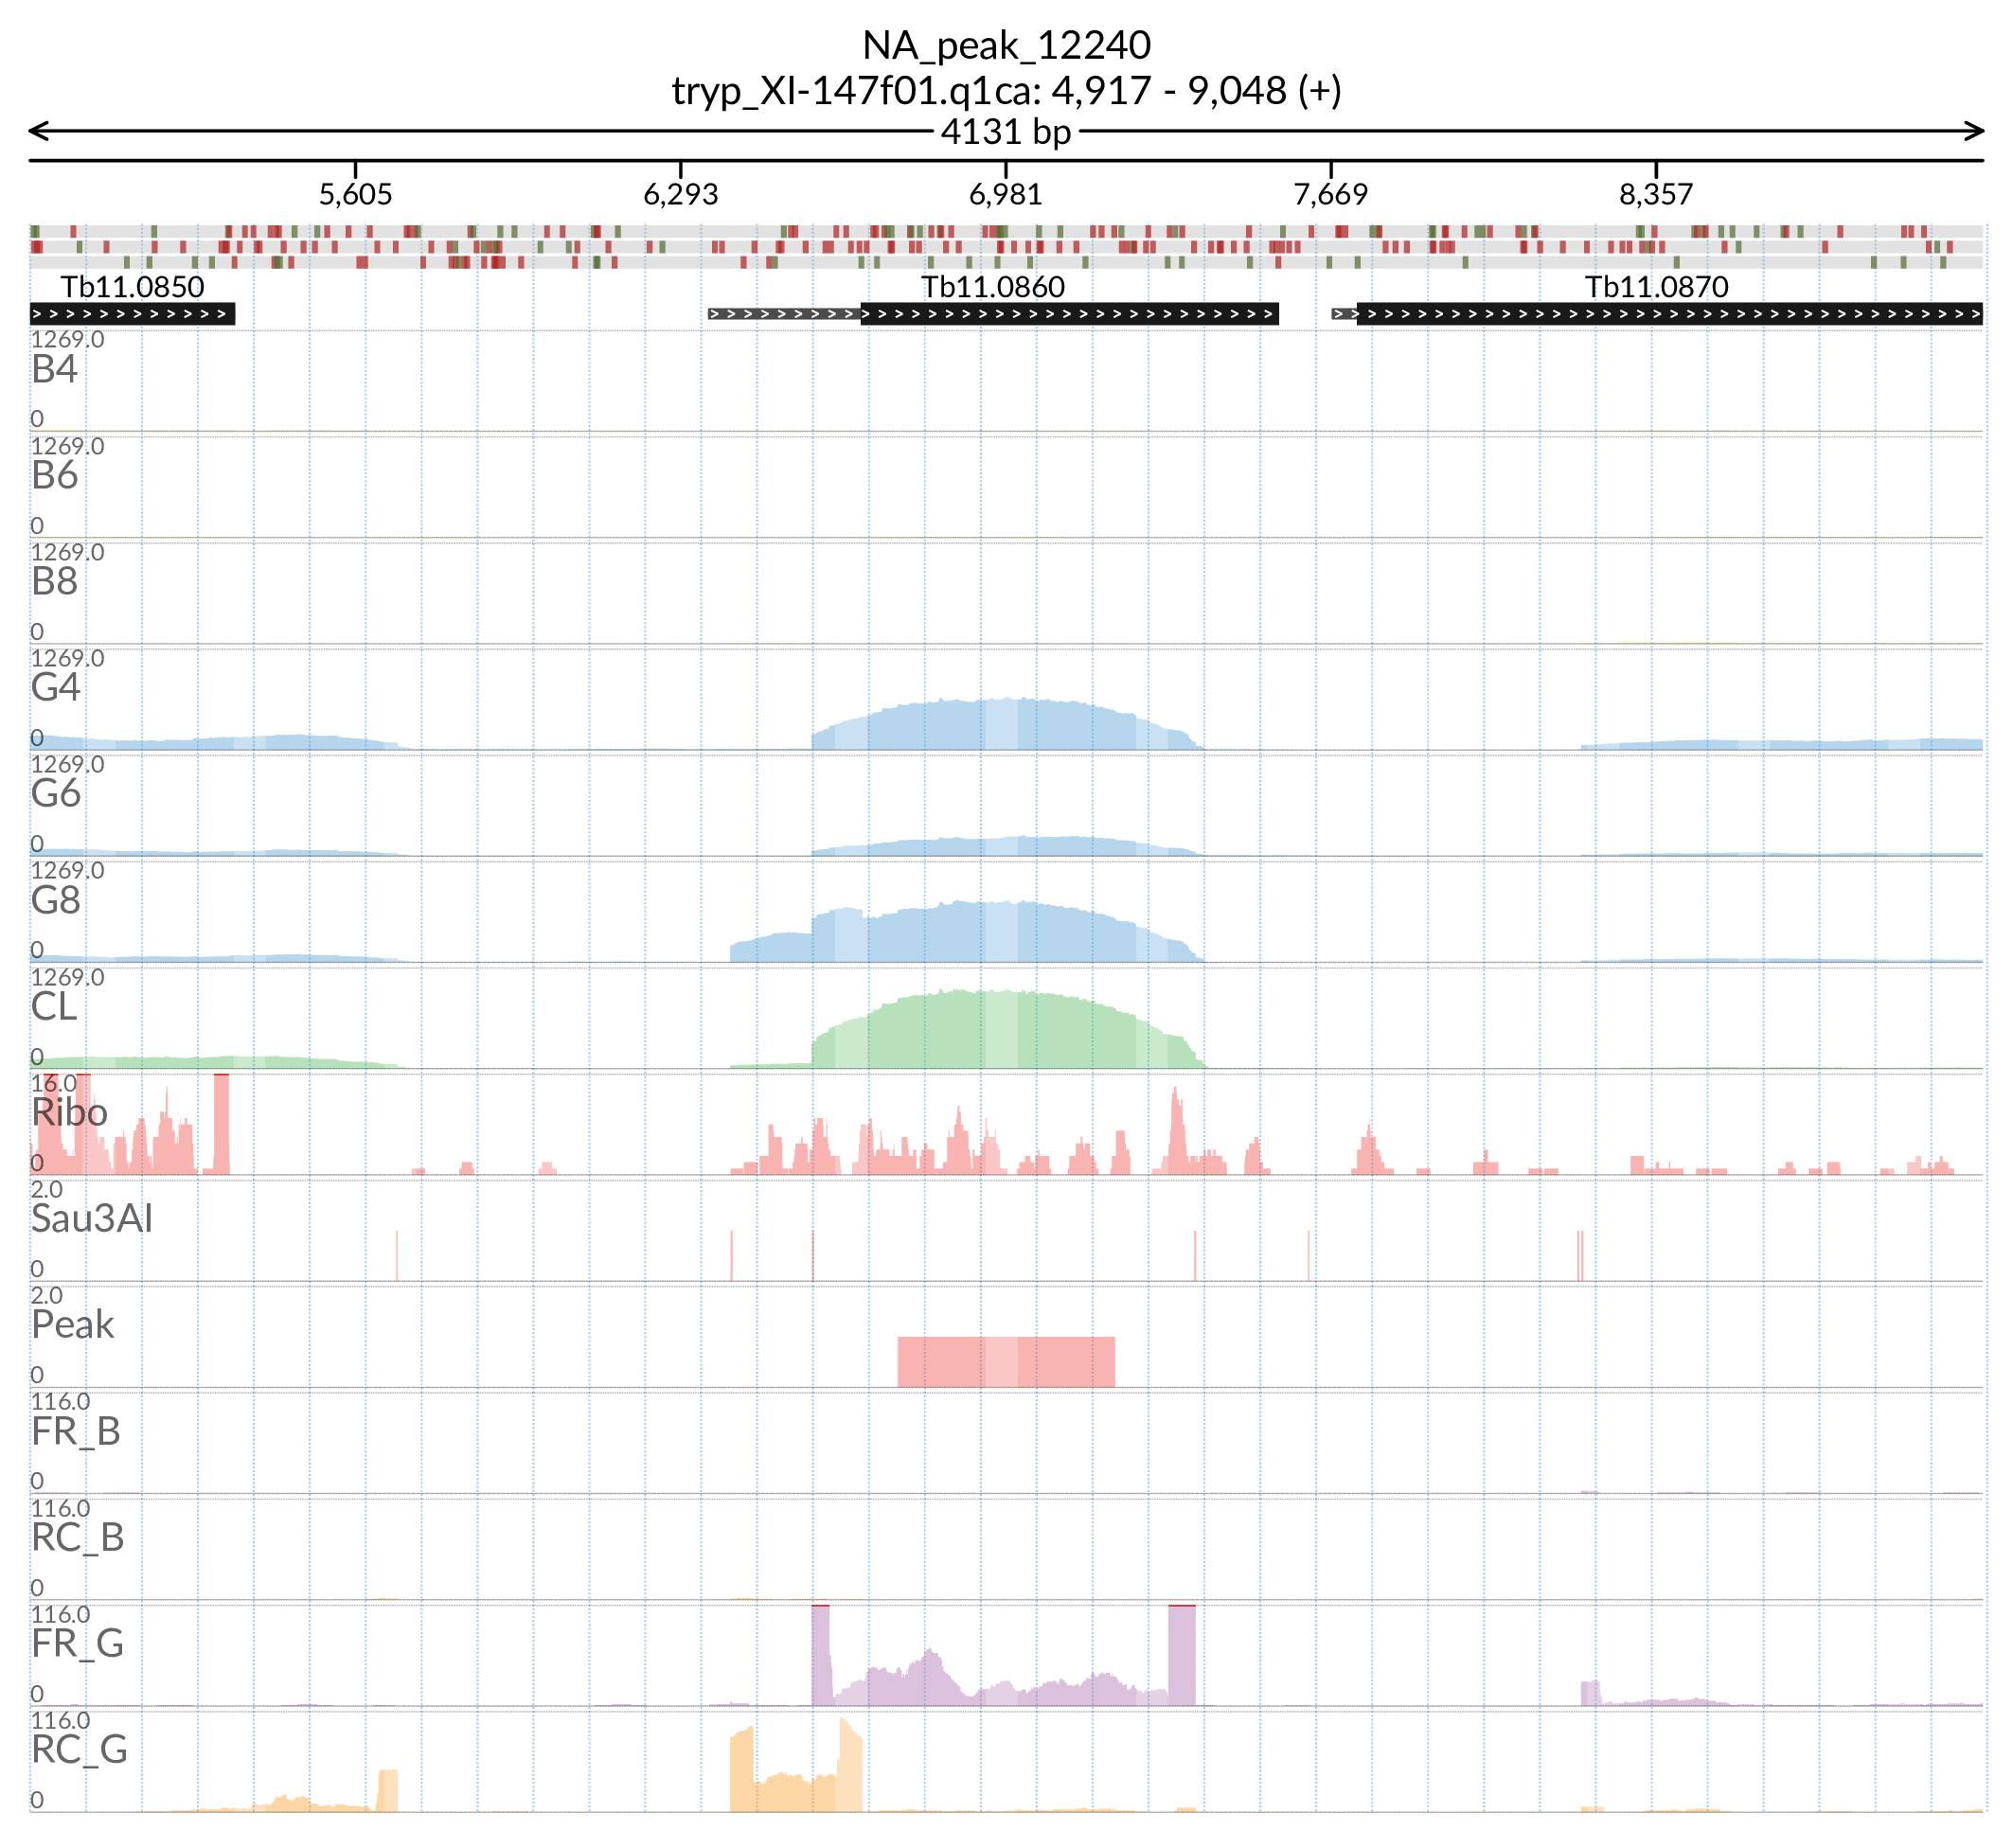 NA_peak_12240
tryp_XI-147f01.q1ca: 4,917 - 9,048 (+)
4131 bp
5,605 6,293 6,981 7,669 8,357
Tb11.0850 Tb11.0860 Tb11.0870
1269.0
B4
0
1269.0
B6
0
1269.0
B8
0
1269.0
G4
0
1269.0
G6
0
1269.0
G8
0
1269.0
CL
0
16.0
Ribo
0
2.0
Sau3AI
0
2.0
Peak
0
116.0
FR_B
0
116.0
RC_B
0
116.0
FR_G
0
116.0
RC_G
0